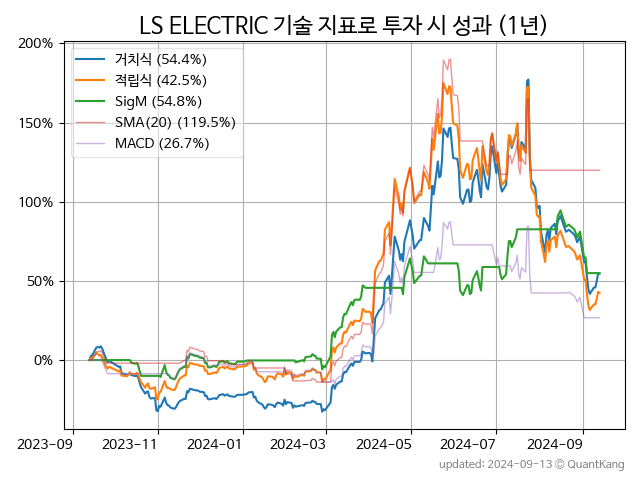 LS ELECTRIC 기술 지표로 투자 시 성과 (1년)
200%
150%
100%
50%
0%
거치식 (54.4%)
적립식 (42.5%)
SigM (54.8%)
SMA(20) (119.5%)
MACD (26.7%)
2023-09 2023-11 2024-01 2024-03 2024-05 2024-07 2024-09
updated: 2024-09-13 © QuantKang